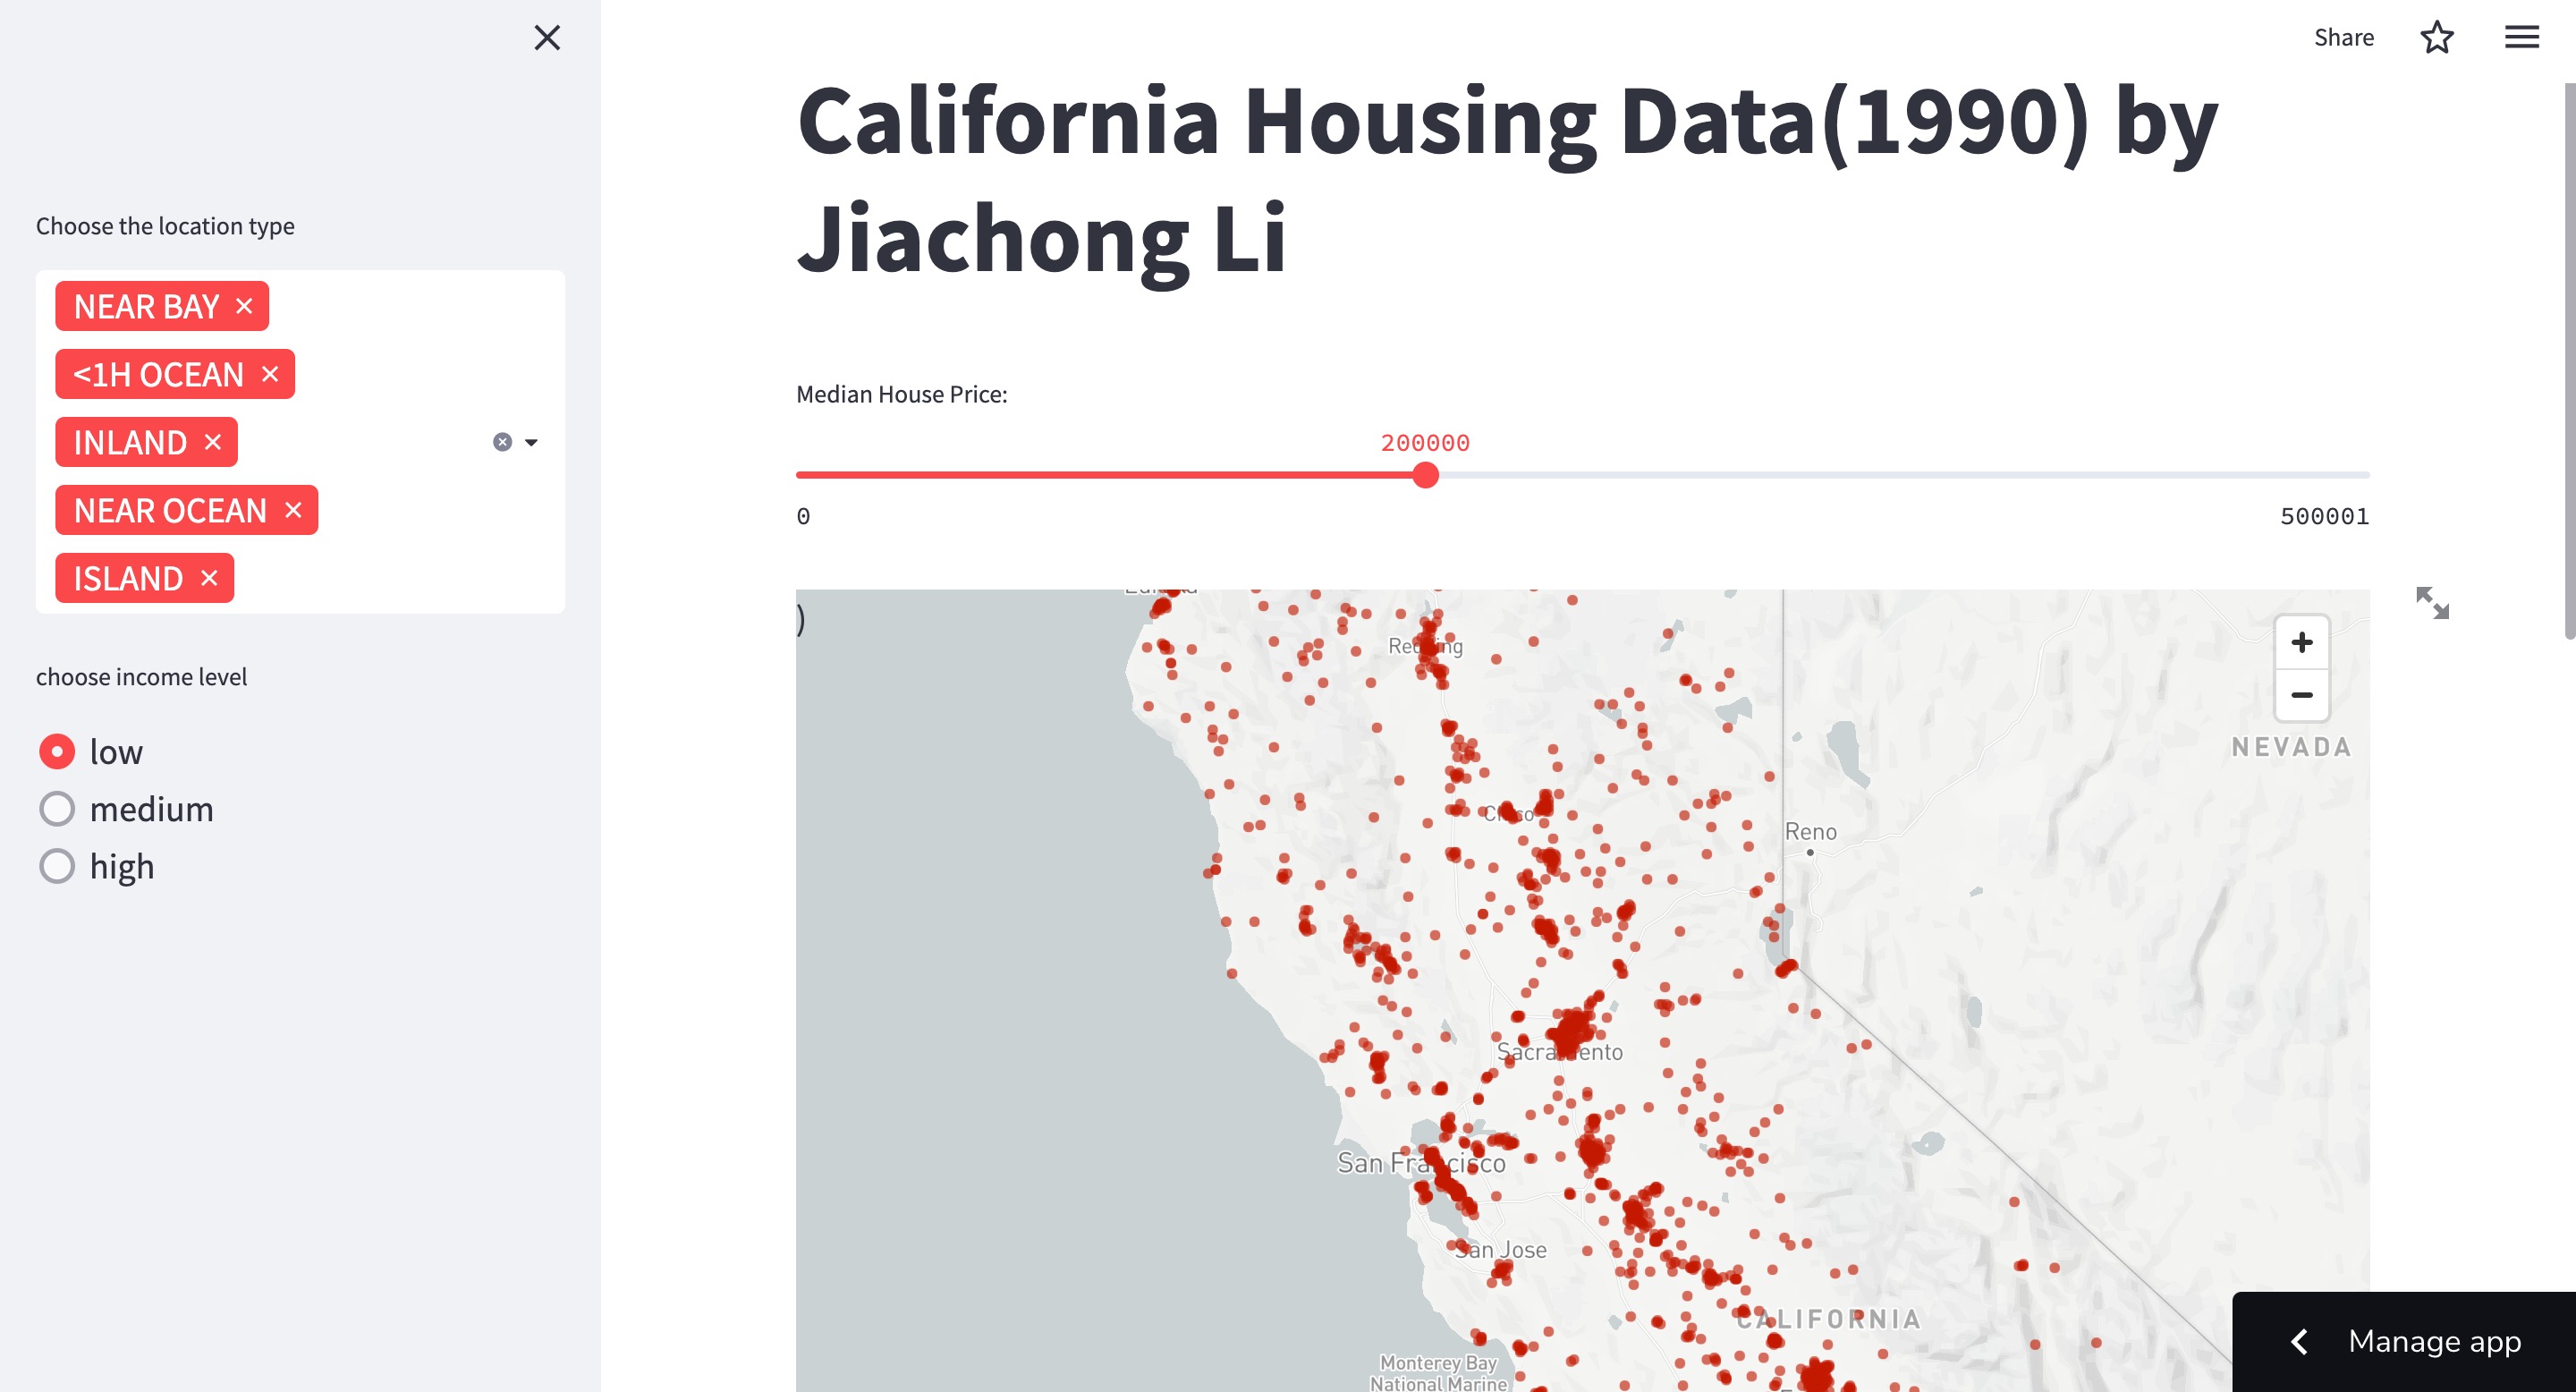 Share
California Housing Data(1990) by
Jiachong Li
Choose the location type
NEAR BAY
<1H OCEAN
INLAND
NEAR OCEAN
ISLAND
choose income level
low
medium
high
Median House Price:
200000
0
500001
)
Redding
NEVADA
Chico
Reno
Sacramento
San Francisco
San Jose
CALIFORNIA
Monterey Bay
National Marine
Manage app